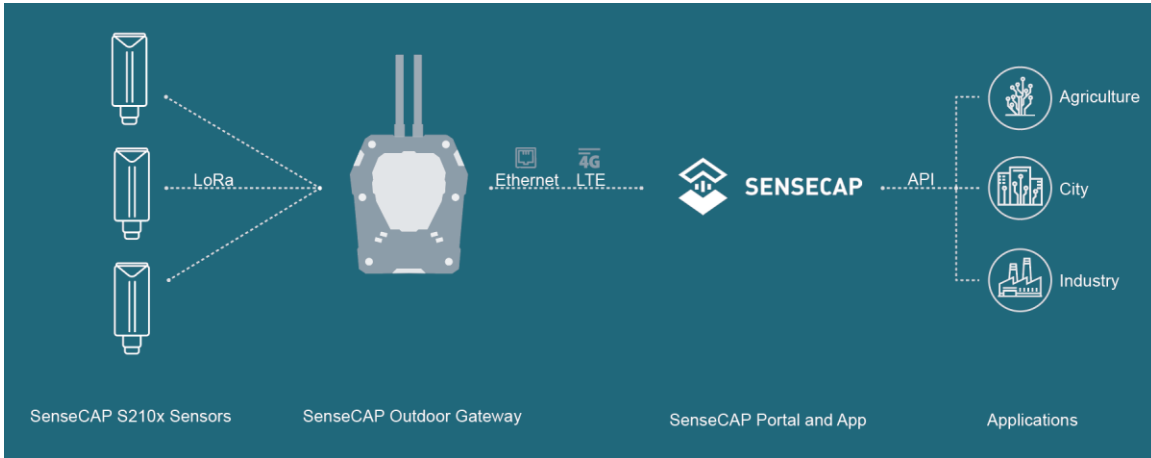 LoRa
Ethernet
4G
LTE
SENSECAP
API
Agriculture
City
Industry
SenseCAP S210x Sensors
SenseCAP Outdoor Gateway
SenseCAP Portal and App
Applications